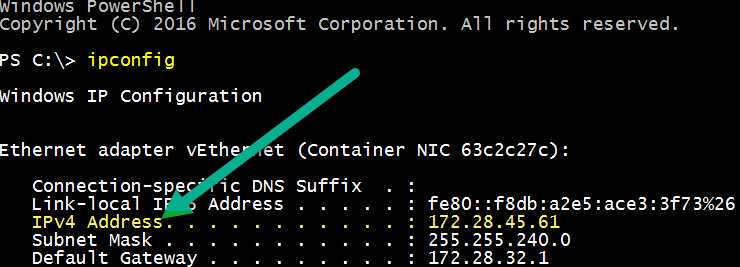 Windows PowerShell
Copyright (C) 2016 Microsoft Corporation. All rights reserved.
PS C:\> ipconfig
Windows IP Configuration
Ethernet adapter vEthernet (Container NIC 63c2c27c):
Connection-specific DNS Suffix . :
Link-local IPv6 Address . . . . . : fe80::f8db:a2e5:ace3:3f73%26
IPv4 Address. . . . . . . . . . . : 172.28.45.61
Subnet Mask . . . . . . . . . . . : 255.255.240.0
Default Gateway . . . . . . . . . : 172.28.32.1